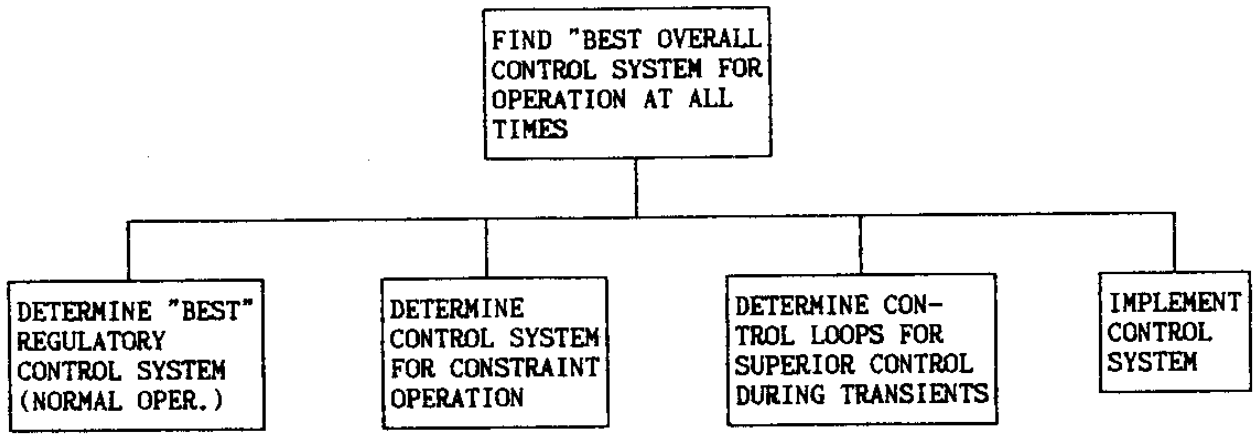 FIND "BEST OVERALL
CONTROL SYSTEM FOR
OPERATION AT ALL
TIMES
DETERMINE "BEST"
REGULATORY
CONTROL SYSTEM
(NORMAL OPER.)
DETERMINE
CONTROL SYSTEM
FOR CONSTRAINT
OPERATION
DETERMINE CON-
TROL LOOPS FOR
SUPERIOR CONTROL
DURING TRANSIENTS
IMPLEMENT
CONTROL
SYSTEM